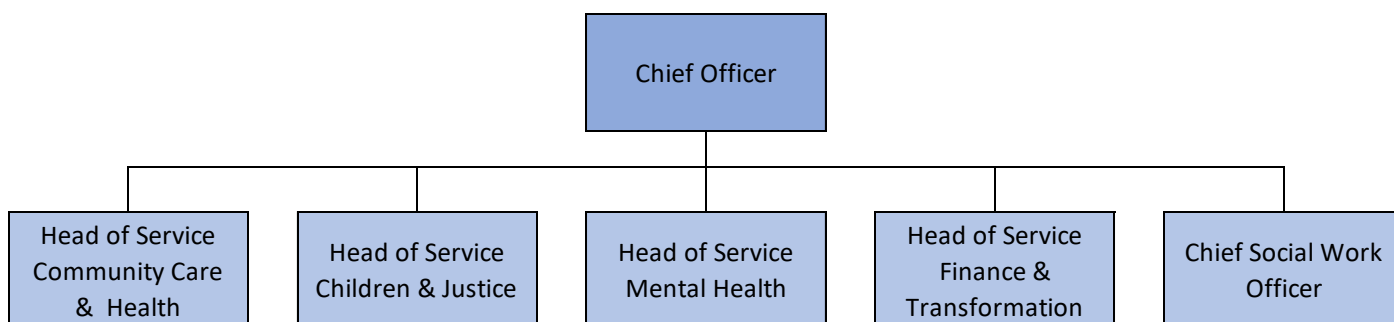 Chief Officer
Head of Service
Community Care
& Health
Head of Service
Children & Justice
Head of Service
Mental Health
Head of Service
Finance &
Transformation
Chief Social Work
Officer